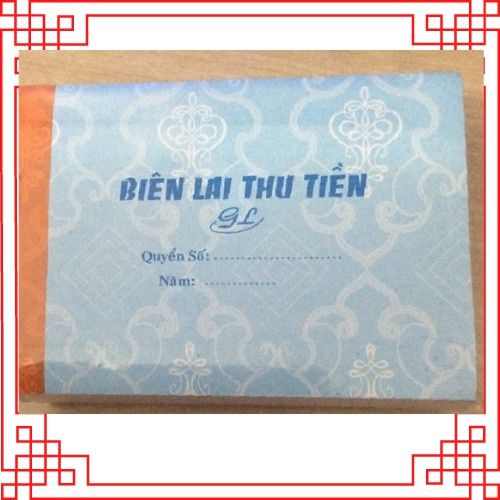 BIÊN LAI THU TIỀN
GL
Quyển Số: ..............................
Năm: .................